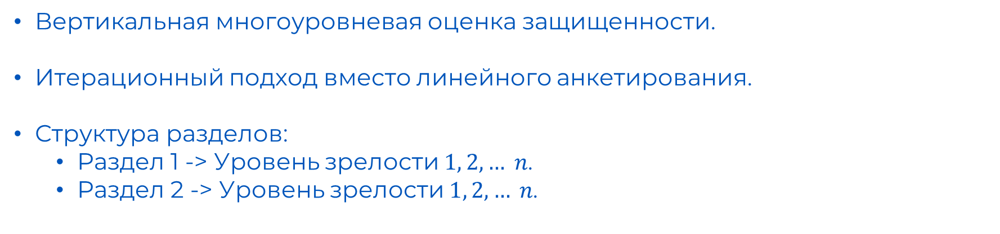 • Вертикальная многоуровневая оценка защищенности.
• Итерационный подход вместо линейного анкетирования.
• Структура разделов:
• Раздел 1 -> Уровень зрелости 1, 2, … n.
• Раздел 2 -> Уровень зрелости 1, 2, … n.